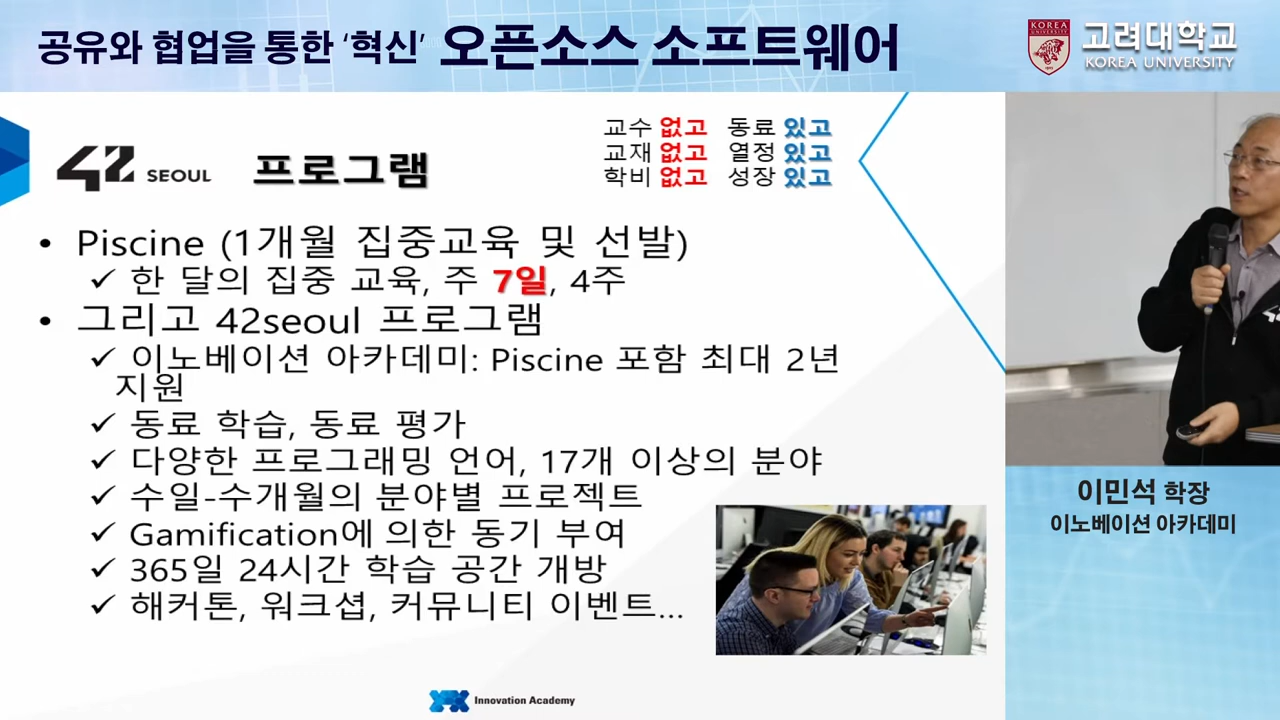 공유와 협업을 통한 ‘혁신’ 오픈소스 소프트웨어
KOREA UNIVERSITY
고려대학교
KOREA UNIVERSITY
42 SEOUL 프로그램
교수 없고 동료 있고
교재 없고 열정 있고
학비 없고 성장 있고
• Piscine (1개월 집중교육 및 선발)
✓ 한 달의 집중 교육, 주 7일, 4주
• 그리고 42seoul 프로그램
✓ 이노베이션 아카데미: Piscine 포함 최대 2년
지원
✓ 동료 학습, 동료 평가
✓ 다양한 프로그래밍 언어, 17개 이상의 분야
✓ 수일-수개월의 분야별 프로젝트
✓ Gamification에 의한 동기 부여
✓ 365일 24시간 학습 공간 개방
✓ 해커톤, 워크셥, 커뮤니티 이벤트...
Innovation Academy
42
이민석 학장
이노베이션 아카데미